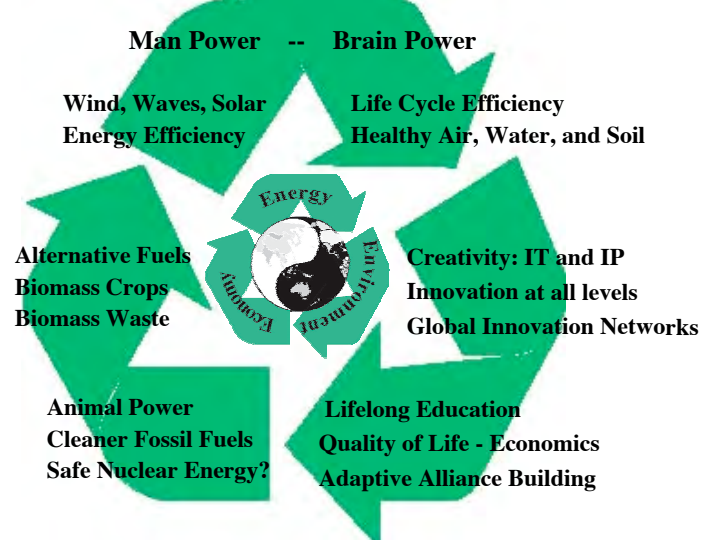 Man Power -- Brain Power
Wind, Waves, Solar
Energy Efficiency
Life Cycle Efficiency
Healthy Air, Water, and Soil
Energy
Environment
Economy
Alternative Fuels
Biomass Crops
Biomass Waste
Creativity: IT and IP
Innovation at all levels
Global Innovation Networks
Animal Power
Cleaner Fossil Fuels
Safe Nuclear Energy?
Lifelong Education
Quality of Life - Economics
Adaptive Alliance Building